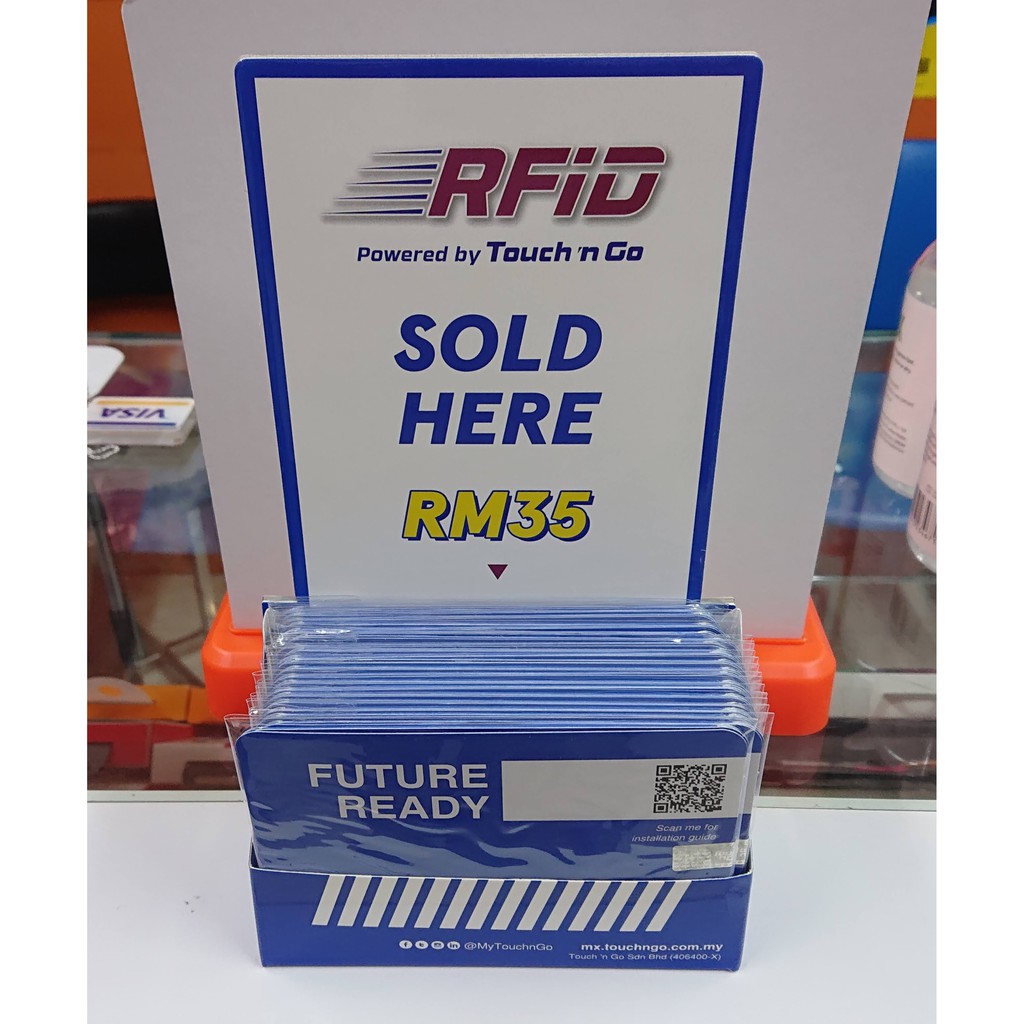 RFiD
Powered by Touch 'n Go
SOLD
HERE
RM35
VISA
FUTURE
READY
Scan me for
installation guide
@MyTouchnGo
mx.touchngo.com.my
Touch 'n Go Sdn Bhd (406400-X)